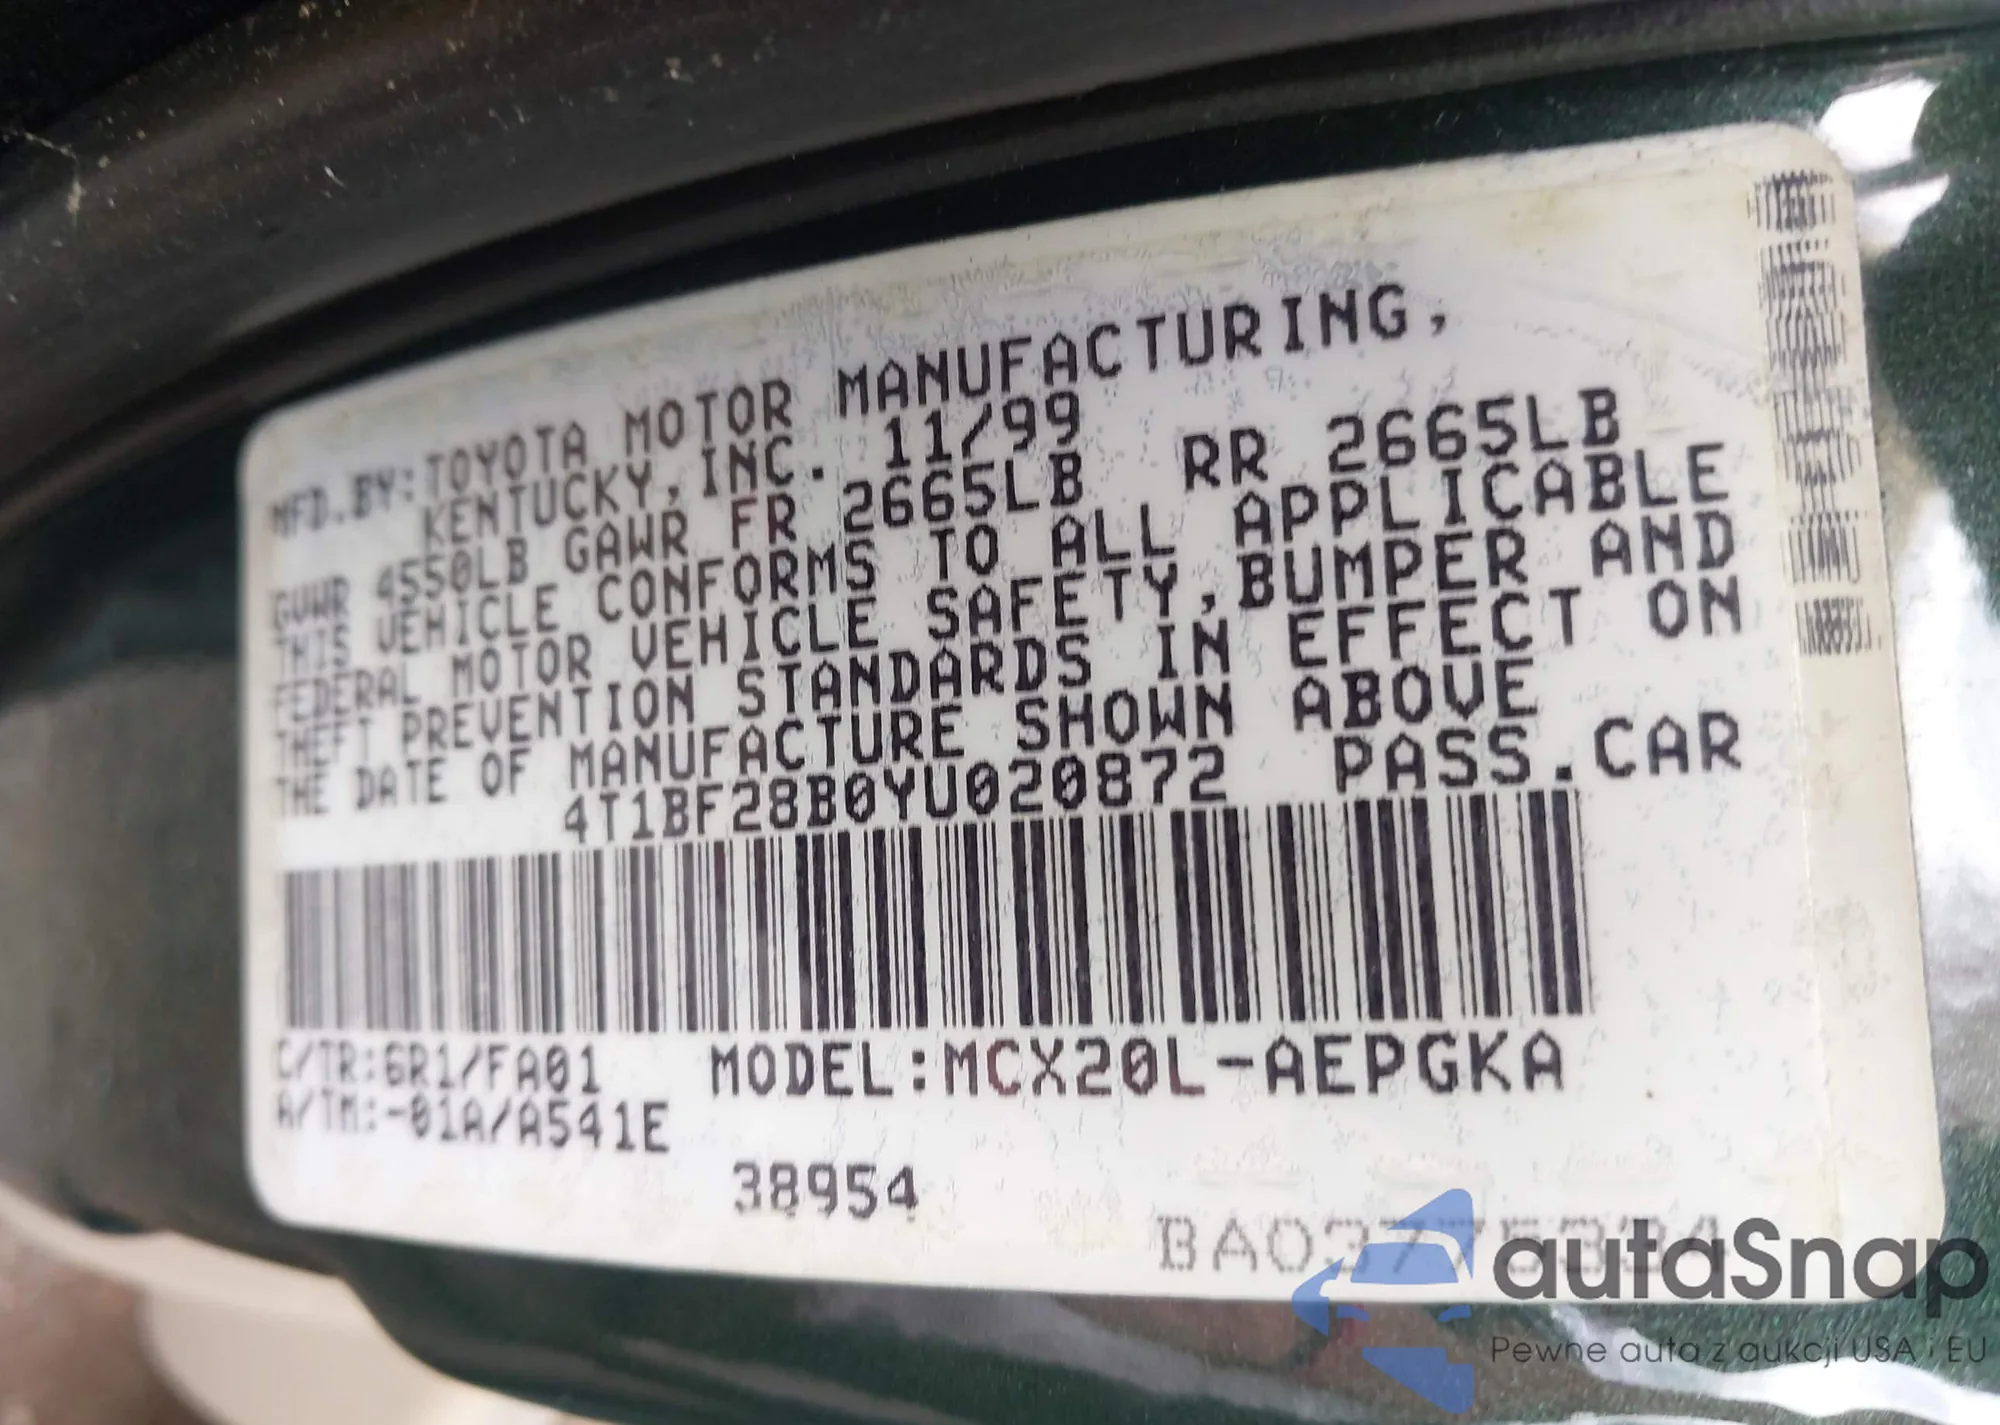 MFD.BY:TOYOTA MOTOR MANUFACTURING,
KENTUCKY,INC. 11/99
GVWR 4550LB GAWR FR 2665LB RR 2665LB
THIS VEHICLE CONFORMS TO ALL APPLICABLE
FEDERAL MOTOR VEHICLE SAFETY,BUMPER AND
THEFT PREVENTION STANDARDS IN EFFECT ON
THE DATE OF MANUFACTURE SHOWN ABOVE
4T1BF28B0YU020872 PASS.CAR
C/TR:6R1/FA01 MODEL:MCX20L-AEPGKA
A/TM:-01A/A541E
38954
autaSnap
Pewne auta z aukcji USA i EU